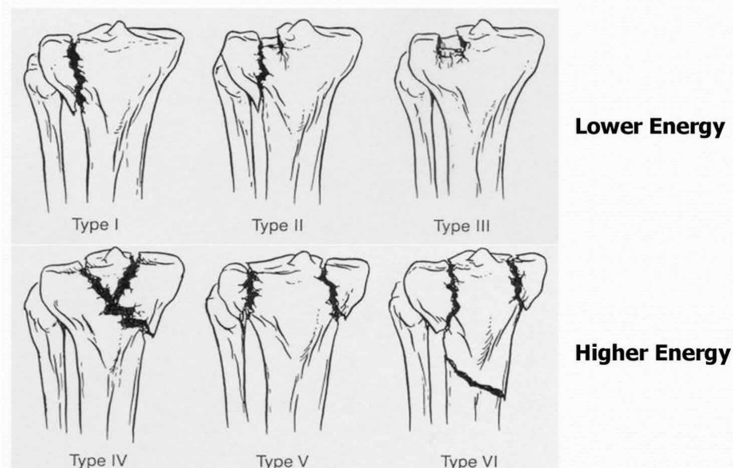 Lower Energy
Type I
Type II
Type III
Higher Energy
Type IV
Type V
Type VI